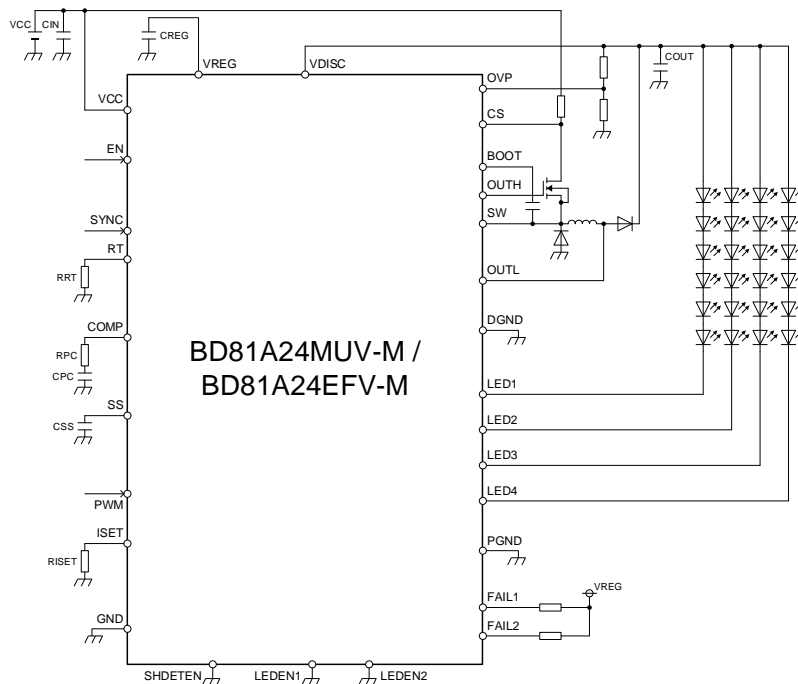 VCC
CIN
CREG
COUT
VREG
VDISC
VCC
EN
SYNC
RT
RRT
COMP
RPC
CPC
SS
CSS
PWM
ISET
RISET
GND
BD81A24MUV-M /
BD81A24EFV-M
OVP
CS
BOOT
OUTH
SW
OUTL
DGND
LED1
LED2
LED3
LED4
PGND
FAIL1
FAIL2
VREG
SHDETEN
LEDEN1
LEDEN2